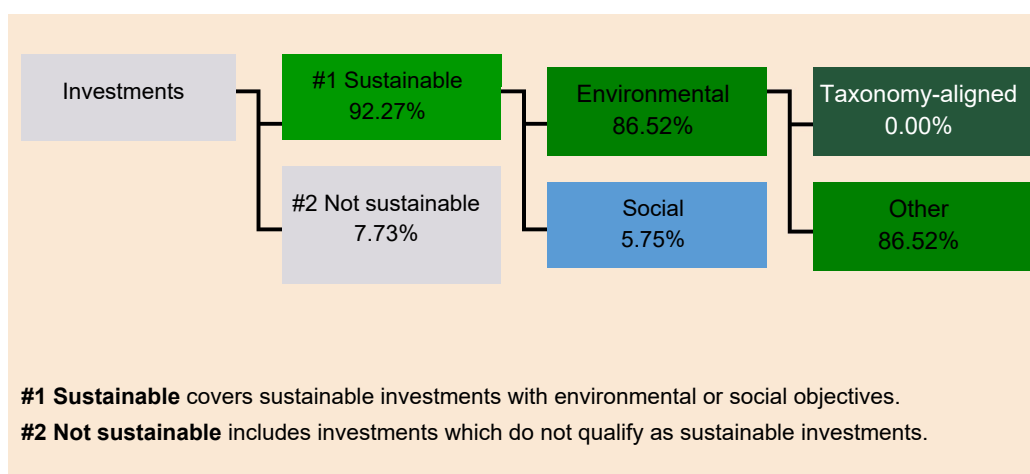 Investments
#1 Sustainable
92.27%
#2 Not sustainable
7.73%
Environmental
86.52%
Social
5.75%
Taxonomy-aligned
0.00%
Other
86.52%
#1 Sustainable covers sustainable investments with environmental or social objectives.
#2 Not sustainable includes investments which do not qualify as sustainable investments.